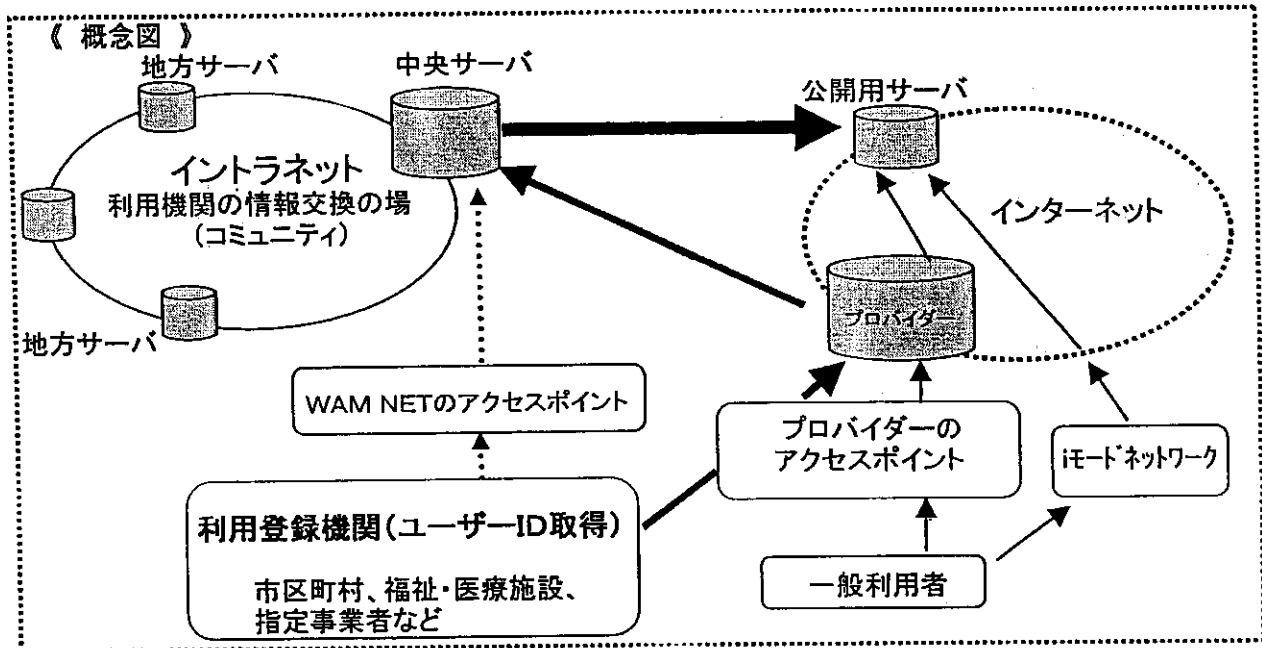 《 概念図 》
地方サーバ
中央サーバ
公開用サーバ
イントラネット
利用機関の情報交換の場
(コミュニティ)
インターネット
プロバイダー
地方サーバ
WAM NETのアクセスポイント
プロバイダーの
アクセスポイント
iモードネットワーク
利用登録機関(ユーザーID取得)
市区町村、福祉・医療施設、
指定事業者など
一般利用者